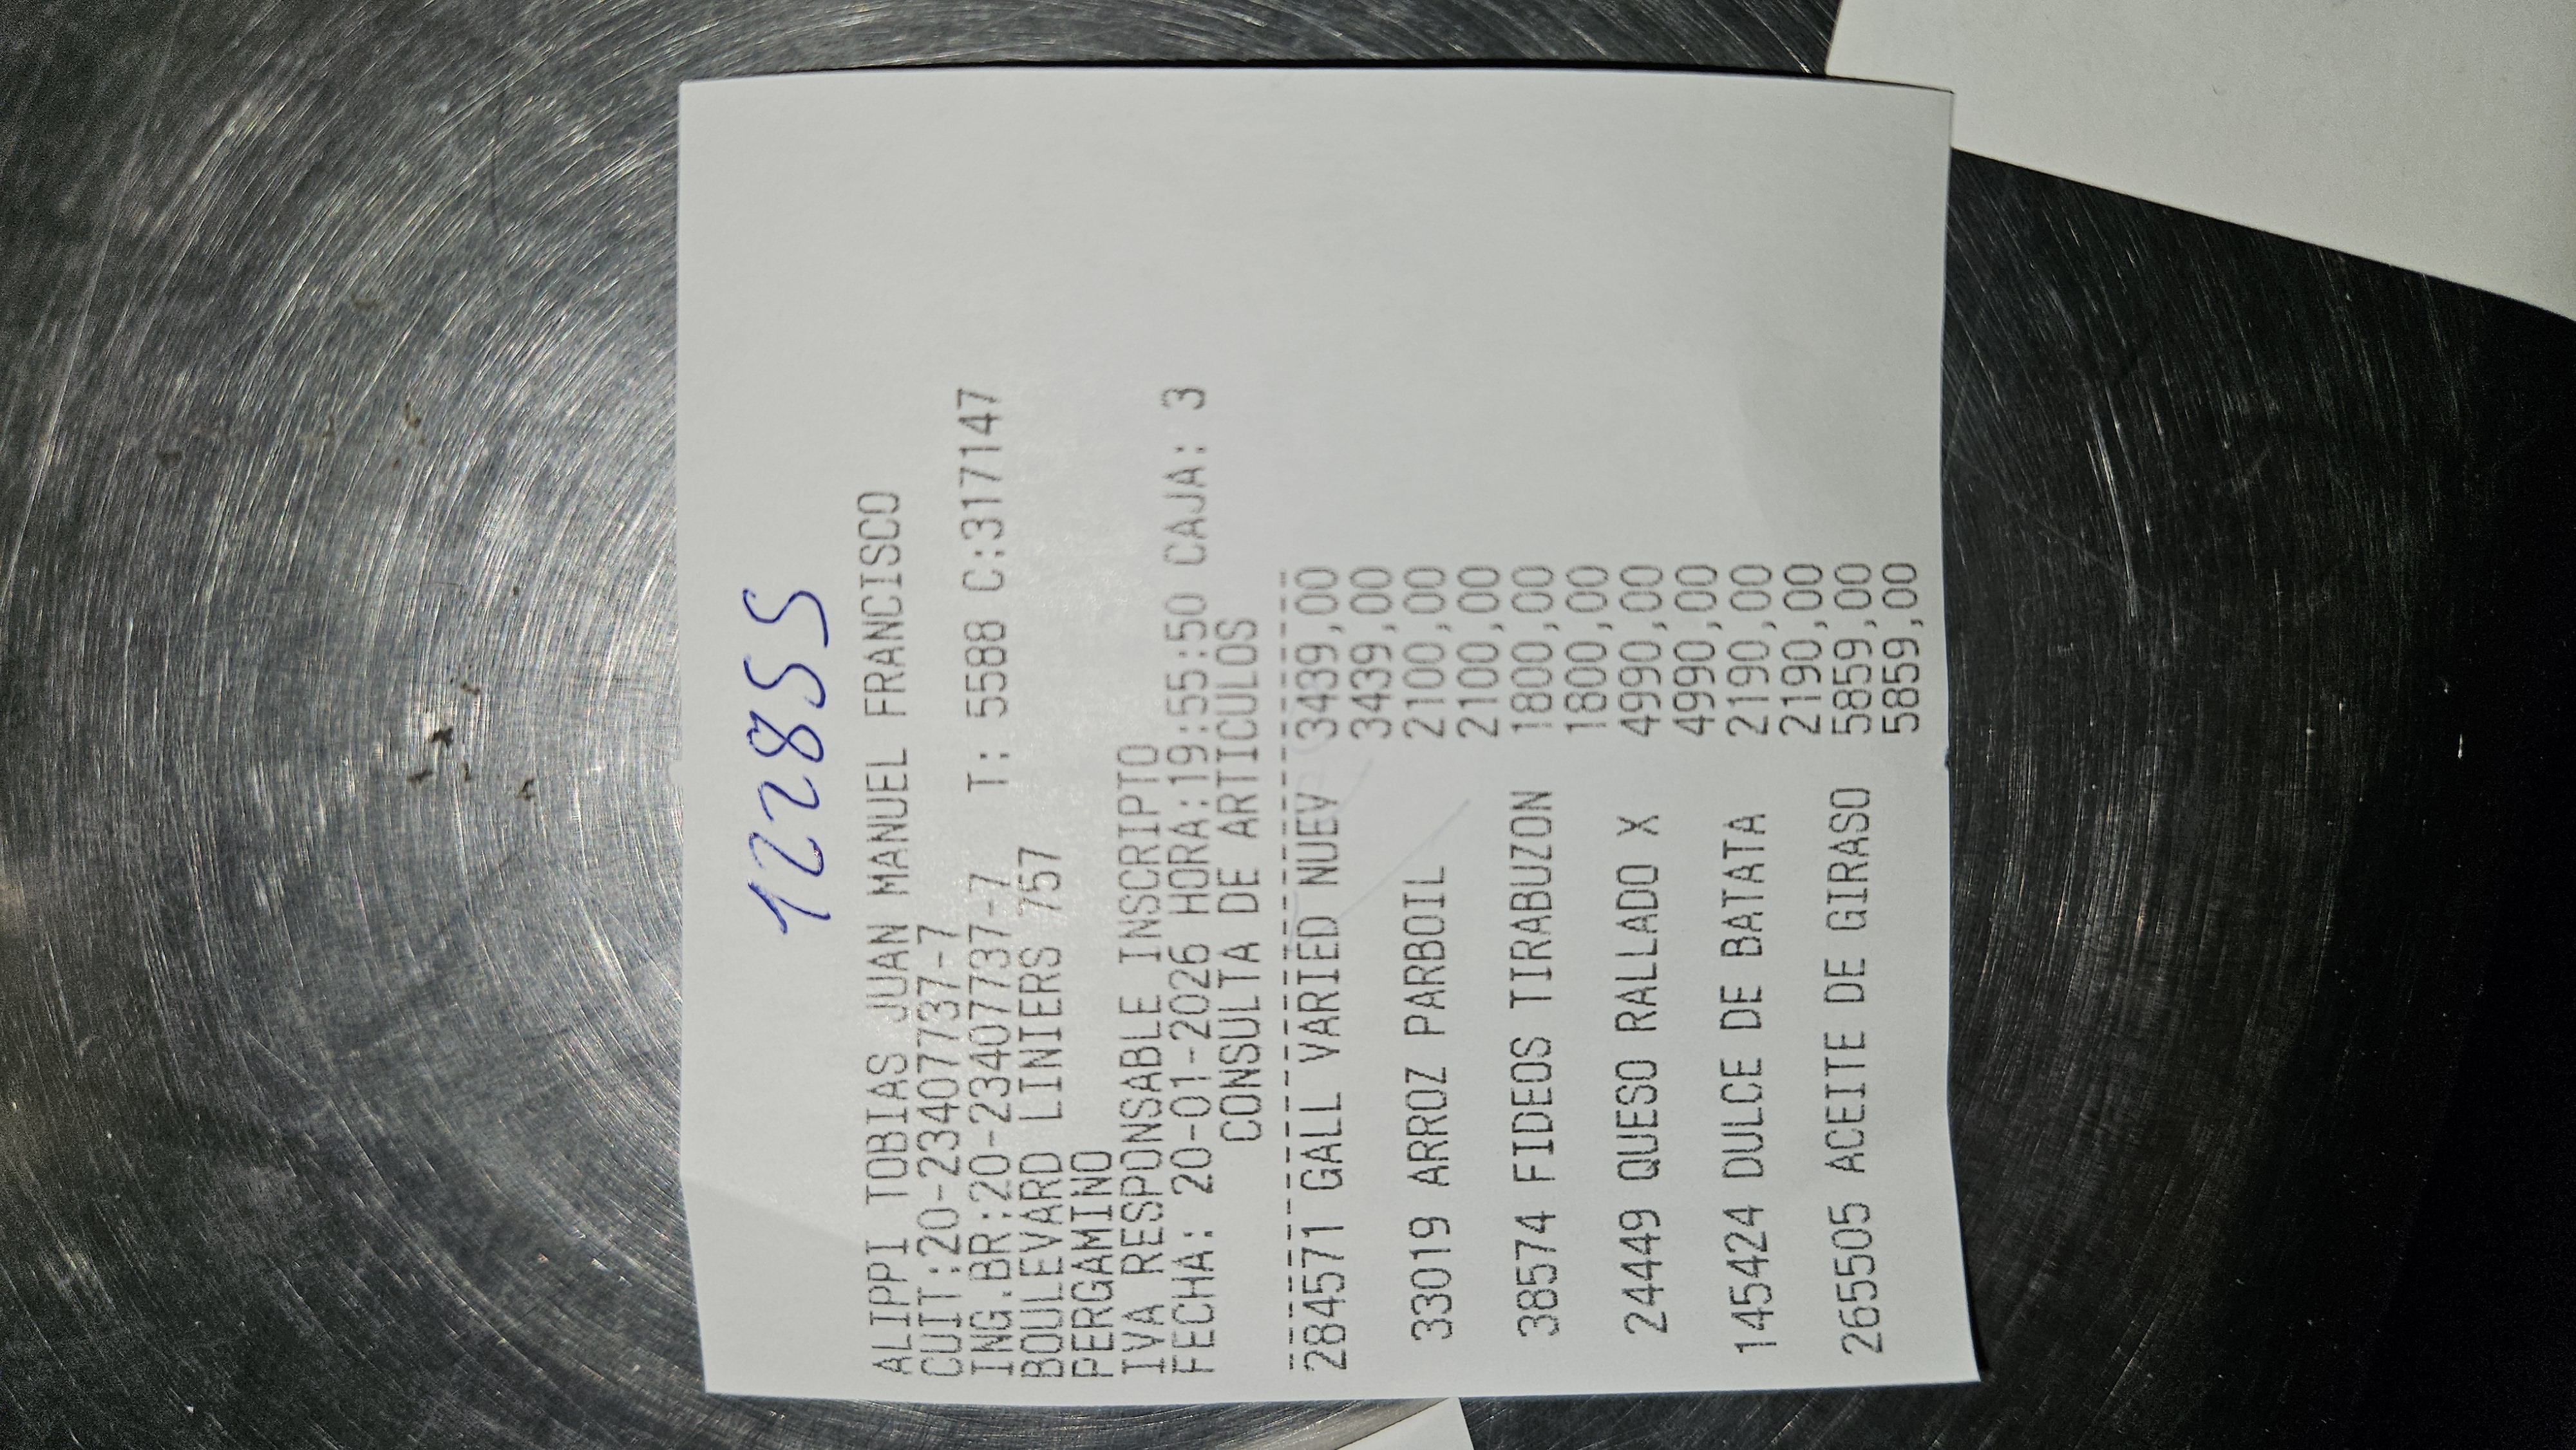 12285S
ALIPPI TOBIAS JUAN MANUEL FRANCISCO
CUIT:20-23407737-7
ING.BR:20-23407737-7 T: 5588 C:317147
BOULEVARD LINIERS 757
PERGAMINO
IVA RESPONSABLE INSCRIPTO
FECHA: 20-01-2026 HORA:19:55:50 CAJA: 3
CONSULTA DE ARTICULOS
284571 GALL VARIED NUEV 3439,00
3439,00
33019 ARROZ PARBOIL 2100,00
2100,00
38574 FIDEOS TIRABUZON 1800,00
1800,00
24449 QUESO RALLADO X 4990,00
4990,00
145424 DULCE DE BATATA 2190,00
2190,00
265505 ACEITE DE GIRASO 5859,00
5859,00